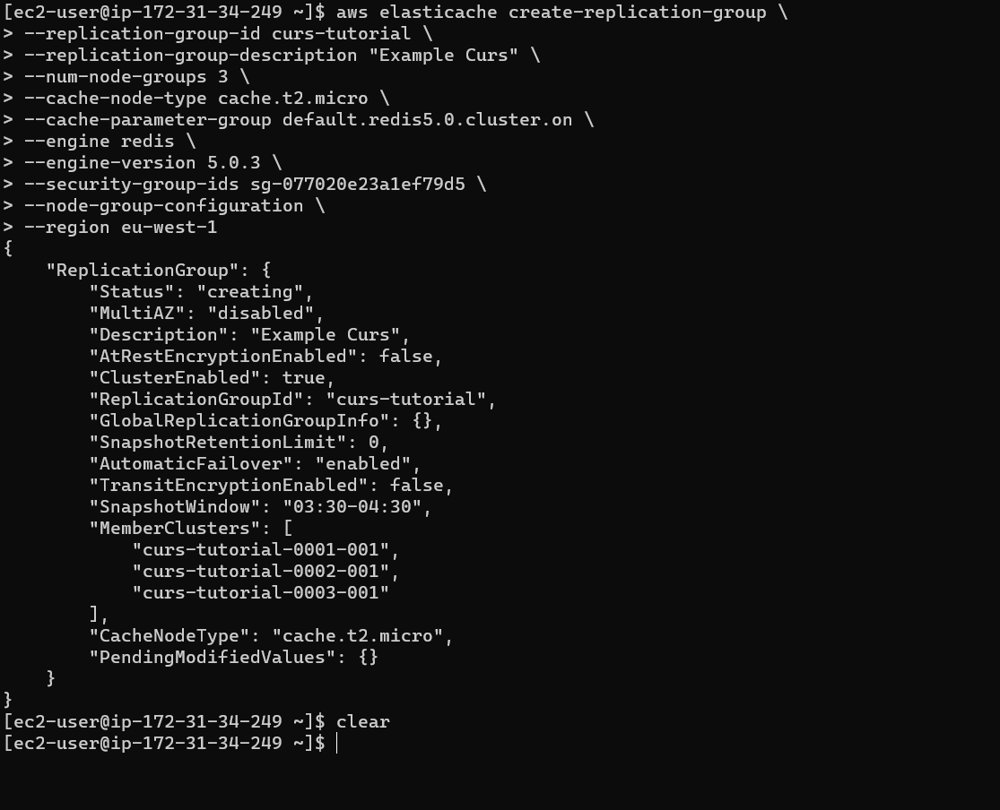 [ec2-user@ip-172-31-34-249 ~]$ aws elasticache create-replication-group \
> --replication-group-id curs-tutorial \
> --replication-group-description "Example Curs" \
> --num-node-groups 3 \
> --cache-node-type cache.t2.micro \
> --cache-parameter-group default.redis5.0.cluster.on \
> --engine redis \
> --engine-version 5.0.3 \
> --security-group-ids sg-077020e23a1ef79d5 \
> --node-group-configuration \
> --region eu-west-1
{
    "ReplicationGroup": {
        "Status": "creating",
        "MultiAZ": "disabled",
        "Description": "Example Curs",
        "AtRestEncryptionEnabled": false,
        "ClusterEnabled": true,
        "ReplicationGroupId": "curs-tutorial",
        "GlobalReplicationGroupInfo": {},
        "SnapshotRetentionLimit": 0,
        "AutomaticFailover": "enabled",
        "TransitEncryptionEnabled": false,
        "SnapshotWindow": "03:30-04:30",
        "MemberClusters": [
            "curs-tutorial-0001-001",
            "curs-tutorial-0002-001",
            "curs-tutorial-0003-001"
        ],
        "CacheNodeType": "cache.t2.micro",
        "PendingModifiedValues": {}
    }
}
[ec2-user@ip-172-31-34-249 ~]$ clear
[ec2-user@ip-172-31-34-249 ~]$